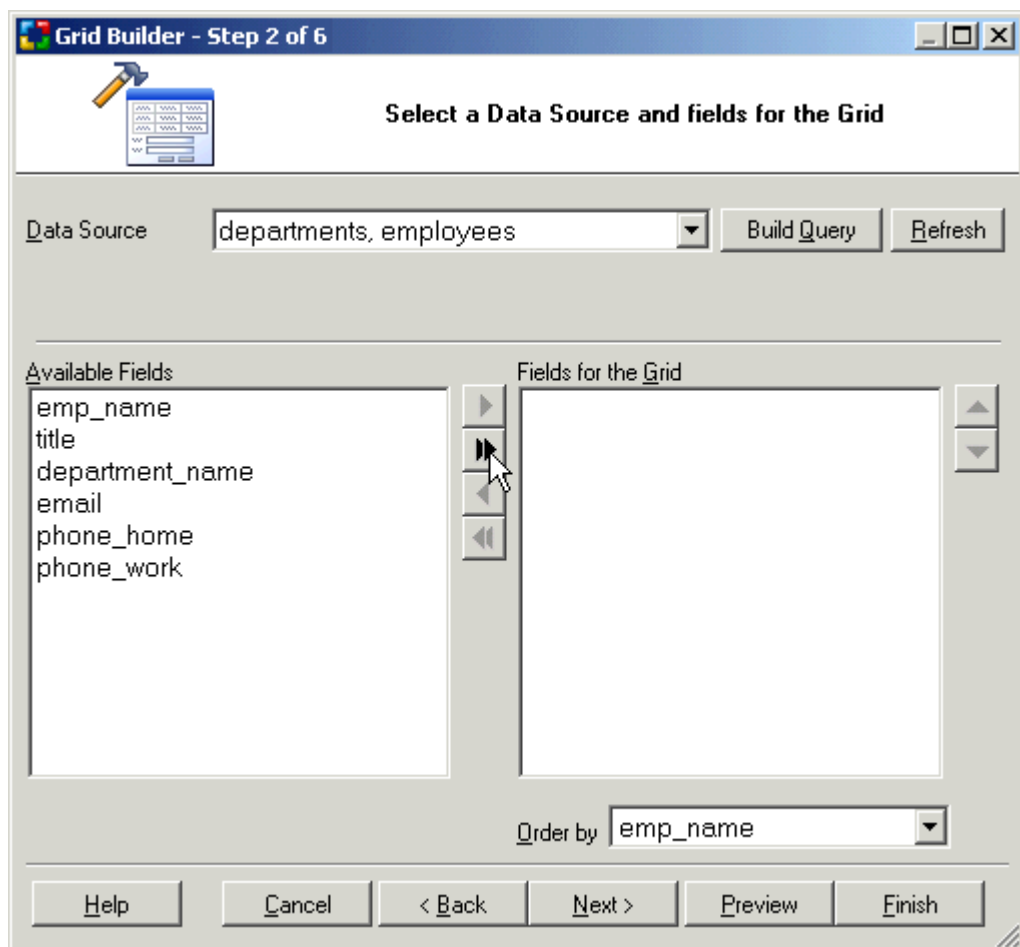 Grid Builder - Step 2 of 6
Select a Data Source and fields for the Grid
Data Source departments, employees Build Query Refresh
Available Fields Fields for the Grid
emp_name
title
department_name
email
phone_home
phone_work
Order by emp_name
Help Cancel < Back Next > Preview Finish